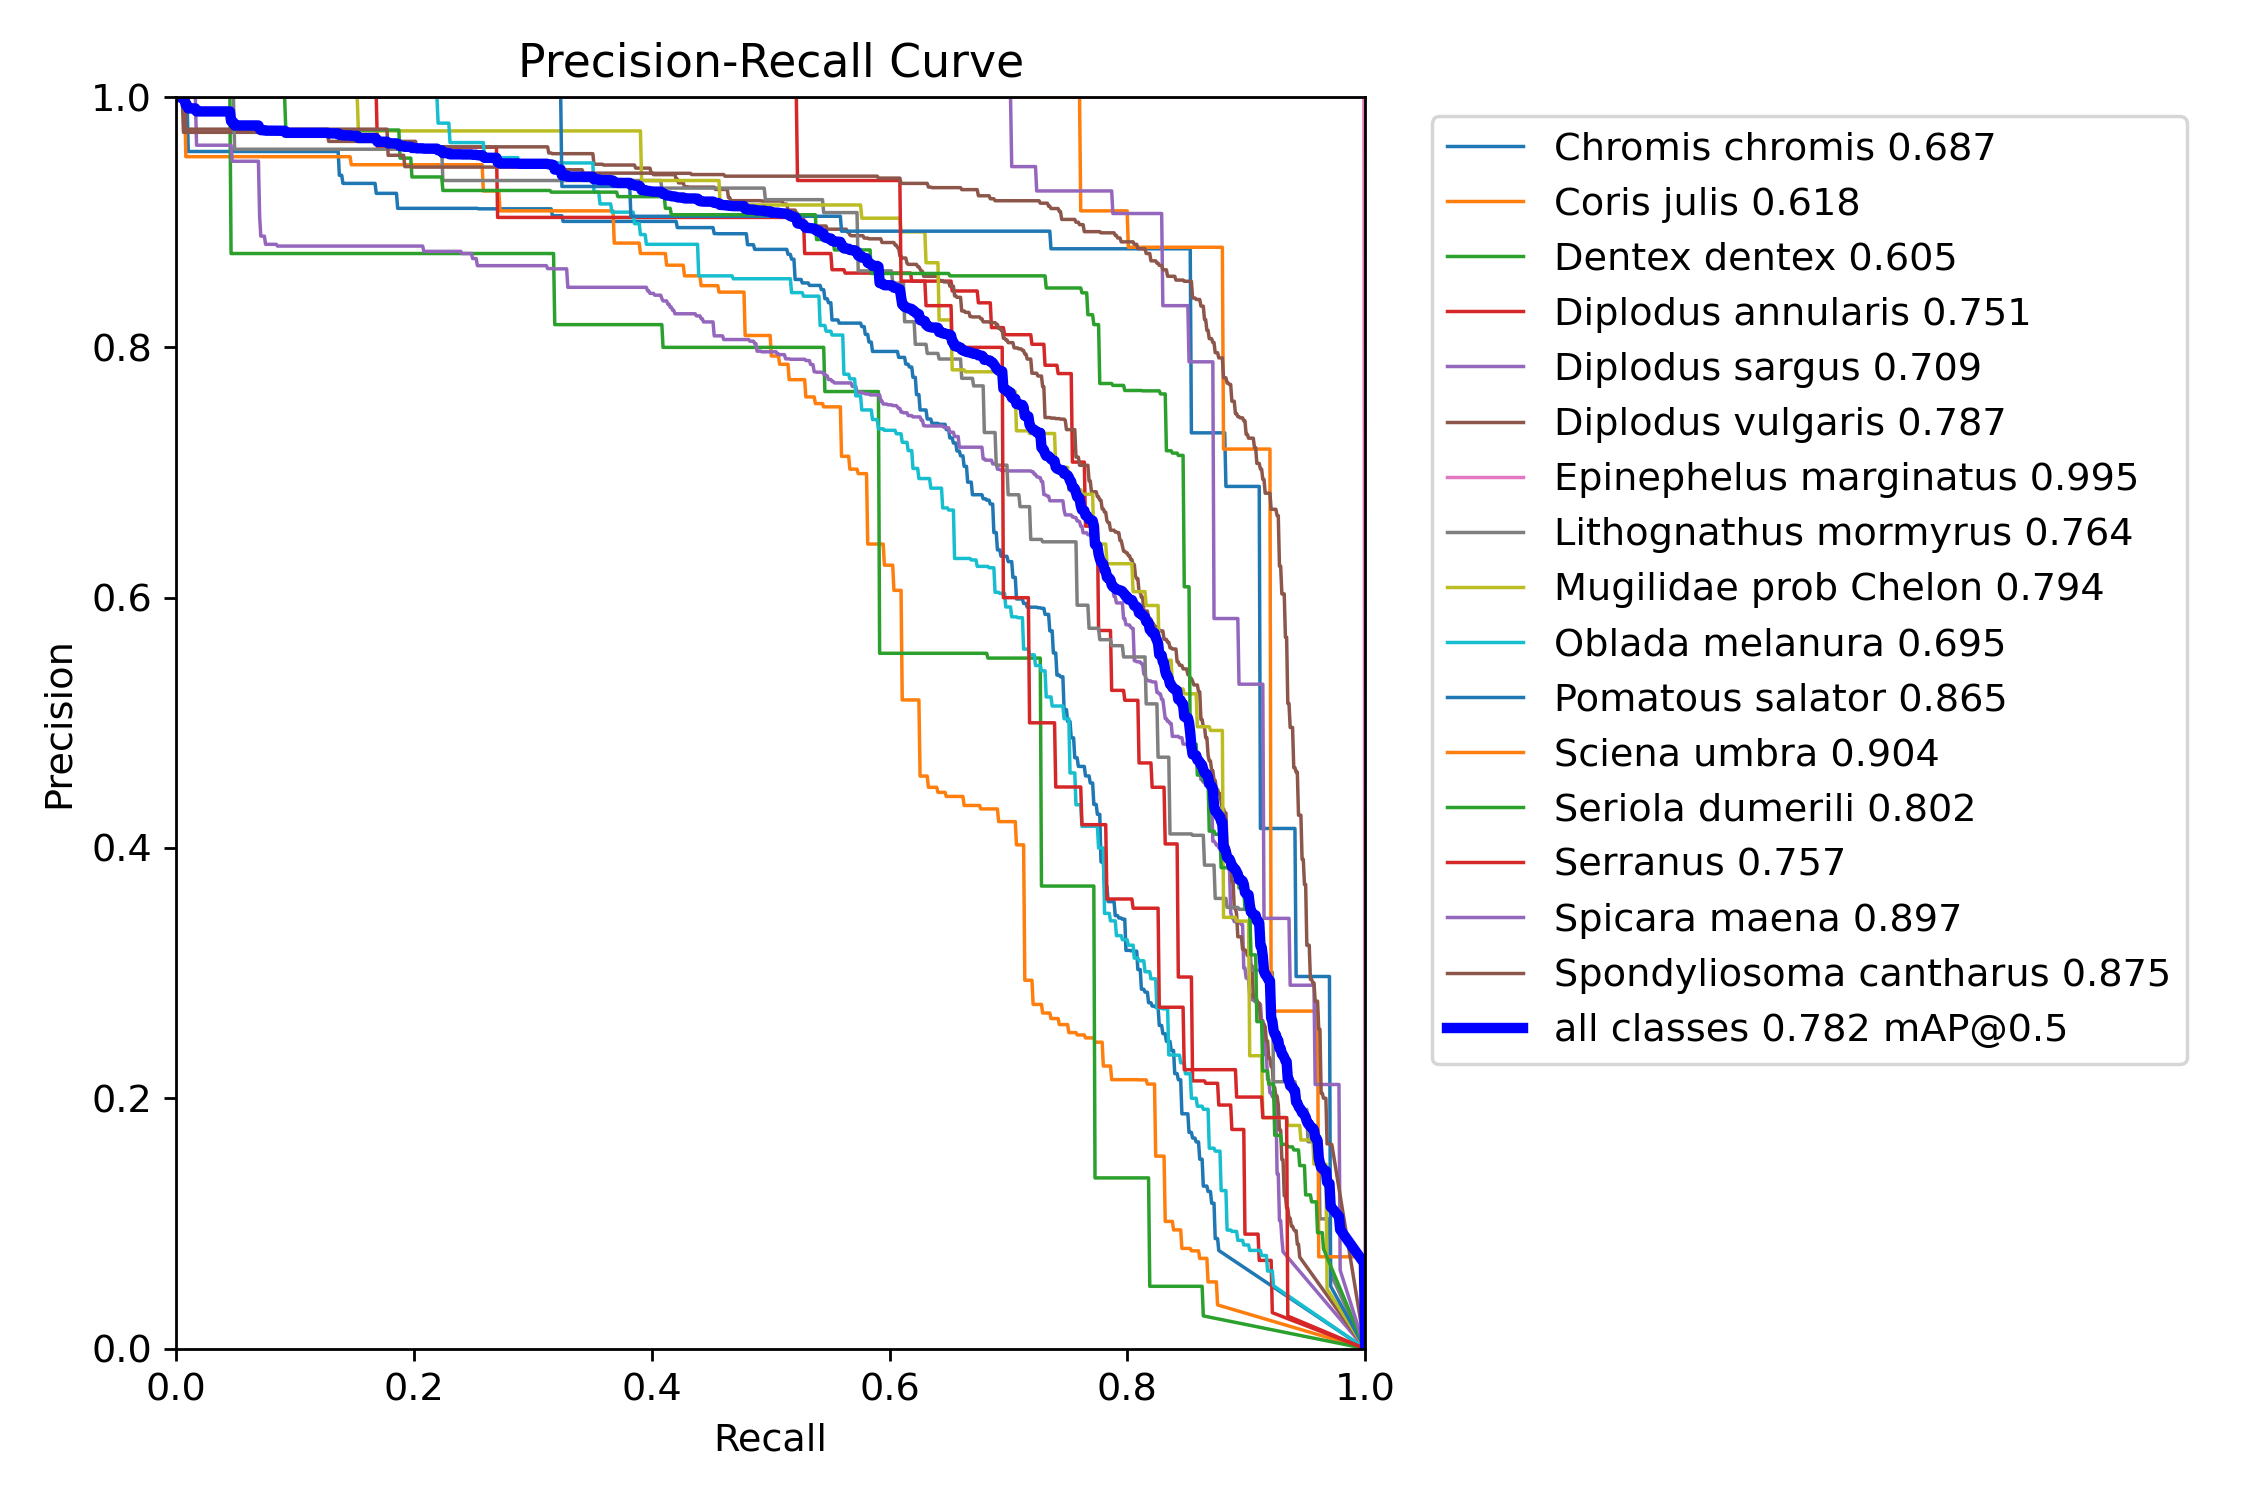 Precision-Recall Curve
1.0
0.8
0.6
0.4
0.2
0.0
Precision
0.0 0.2 0.4 0.6 0.8 1.0
Recall
Chromis chromis 0.687
Coris julis 0.618
Dentex dentex 0.605
Diplodus annularis 0.751
Diplodus sargus 0.709
Diplodus vulgaris 0.787
Epinephelus marginatus 0.995
Lithognathus mormyrus 0.764
Mugilidae prob Chelon 0.794
Oblada melanura 0.695
Pomatous salator 0.865
Sciena umbra 0.904
Seriola dumerili 0.802
Serranus 0.757
Spicara maena 0.897
Spondyliosoma cantharus 0.875
all classes 0.782 mAP@0.5